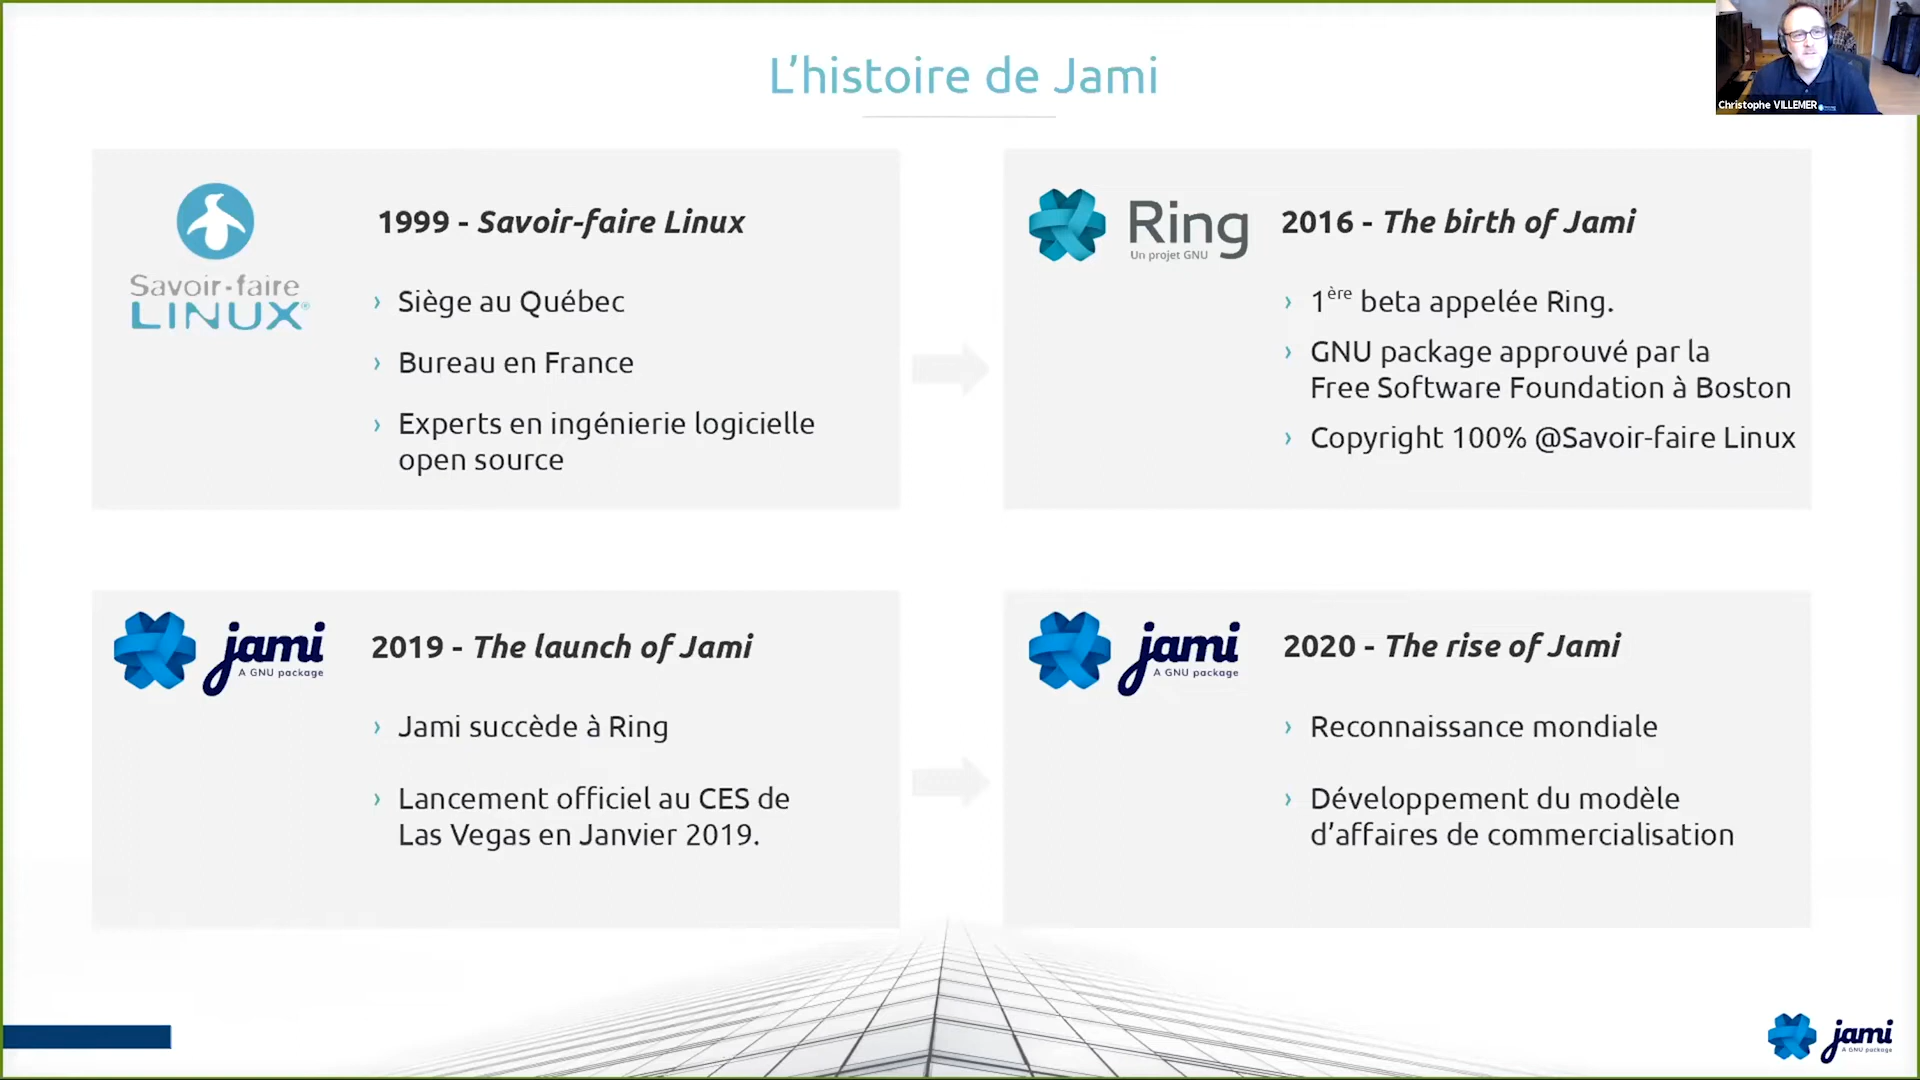 L'histoire de Jami
Christophe VILLEMER
Savoir-faire
LINUX®
1999 - Savoir-faire Linux
› Siège au Québec
› Bureau en France
› Experts en ingénierie logicielle
open source
Ring
Un projet GNU
2016 - The birth of Jami
› 1ère beta appelée Ring.
› GNU package approuvé par la
Free Software Foundation à Boston
› Copyright 100% @Savoir-faire Linux
jami
A GNU package
2019 - The launch of Jami
› Jami succède à Ring
› Lancement officiel au CES de
Las Vegas en Janvier 2019.
jami
A GNU package
2020 - The rise of Jami
› Reconnaissance mondiale
› Développement du modèle
d'affaires de commercialisation
jami
A GNU package